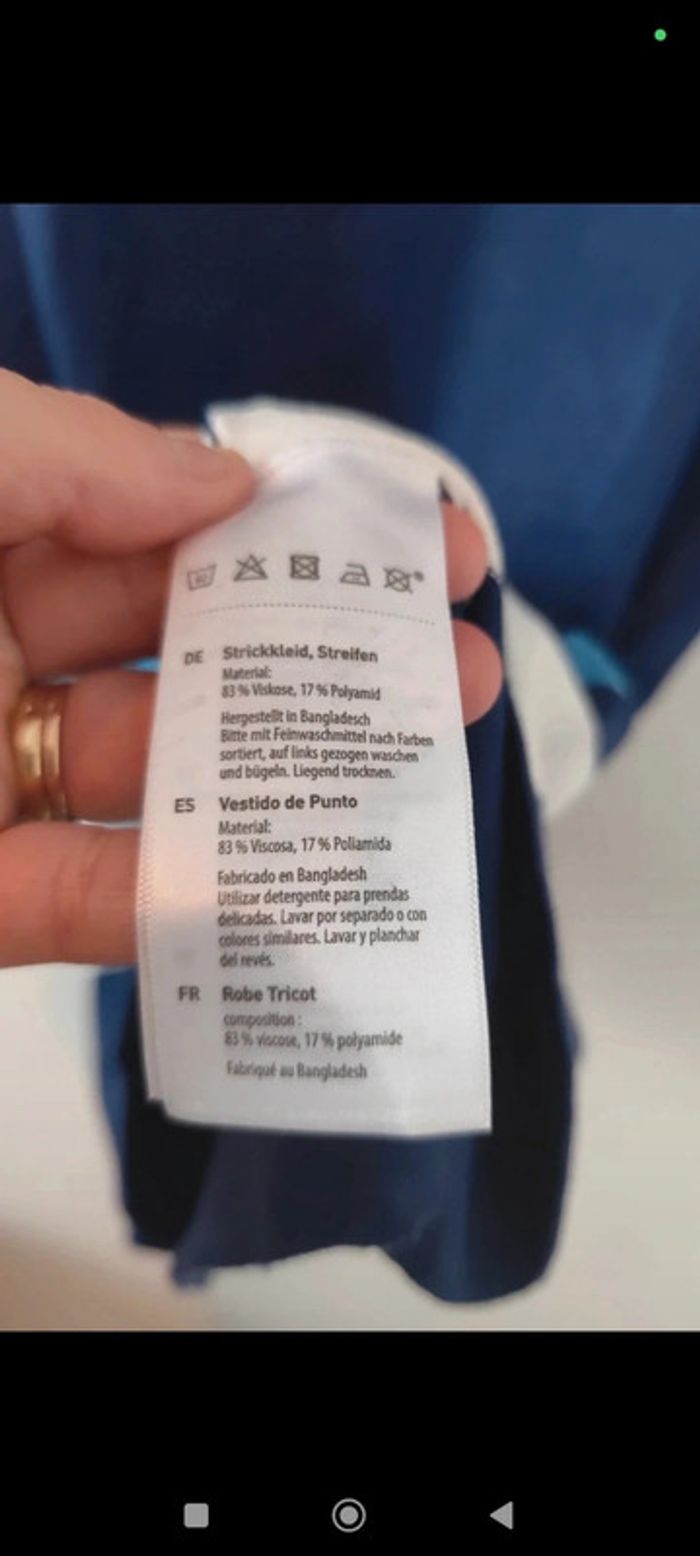 DE Strickkleid, Streifen
Material:
83 % Viskose, 17 % Polyamid
Hergestellt in Bangladesch
Bitte mit Feinwaschmittel nach Farben
sortiert, auf links gezogen waschen
und bügeln. Liegend trocknen.
ES Vestido de Punto
Material:
83 % Viscosa, 17 % Poliamida
Fabricado en Bangladesh
Utilizar detergente para prendas
delicadas. Lavar por separado o con
colores similares. Lavar y planchar
del revés.
FR Robe Tricot
composition :
83 % viscose, 17 % polyamide
Fabriqué au Bangladesh